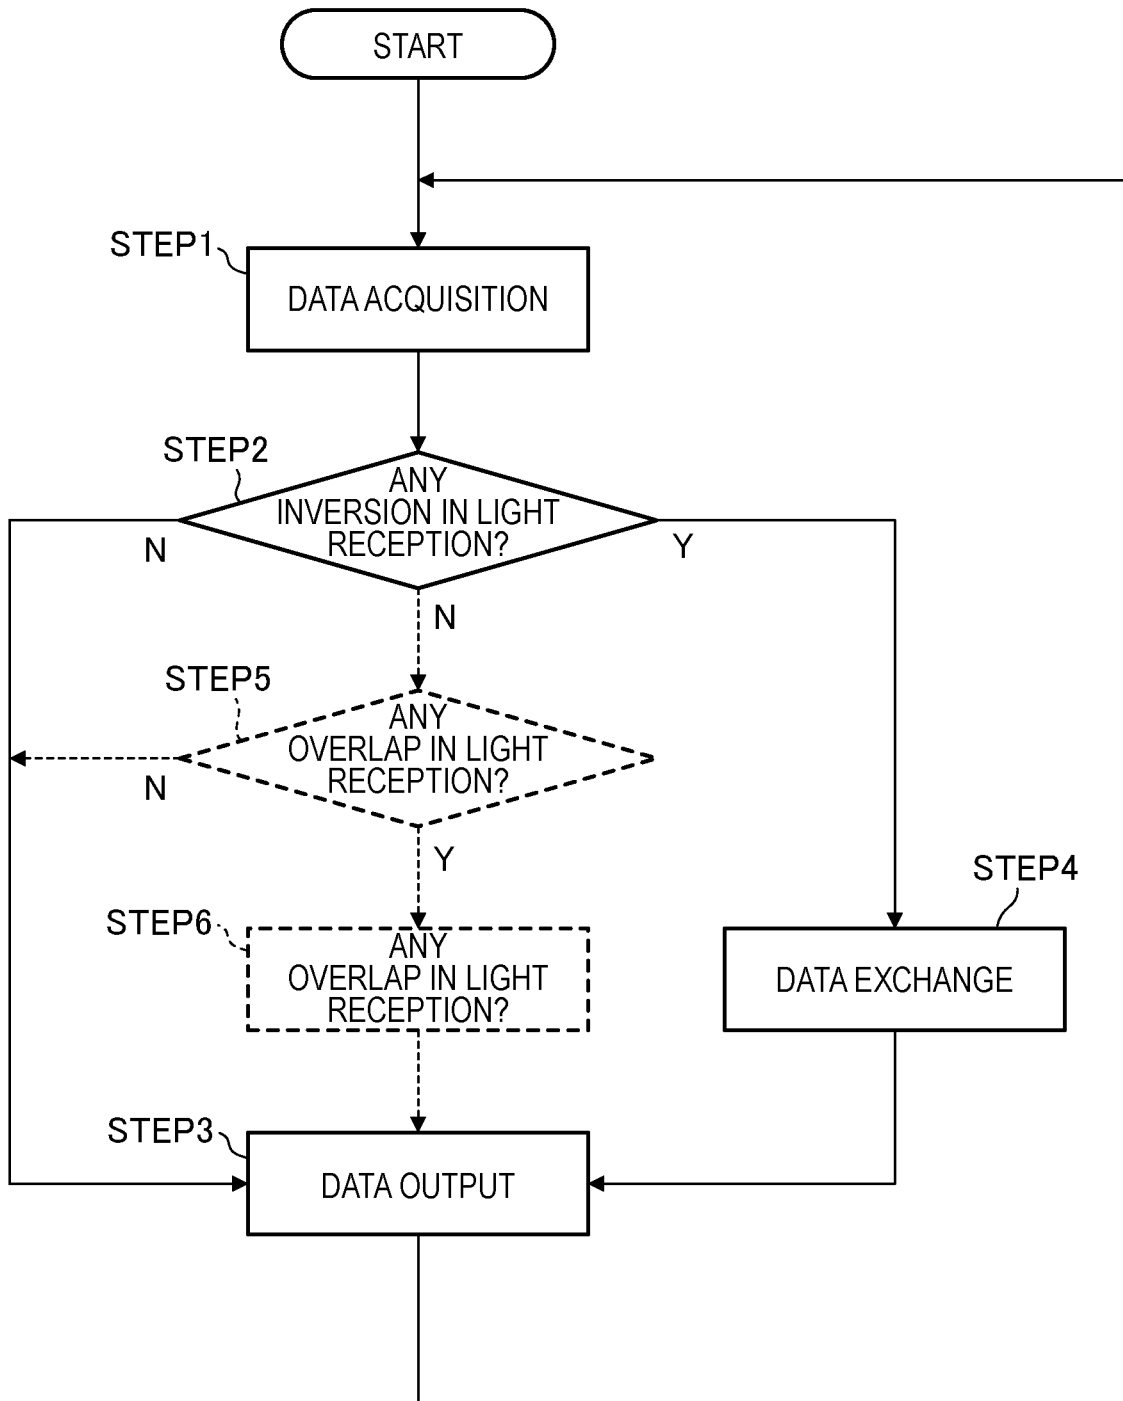 START
STEP1
DATA ACQUISITION
STEP2
ANY
INVERSION IN LIGHT
RECEPTION?
N
Y
N
STEP5
ANY
OVERLAP IN LIGHT
RECEPTION?
N
Y
STEP4
STEP6
ANY
OVERLAP IN LIGHT
RECEPTION?
DATA EXCHANGE
STEP3
DATA OUTPUT